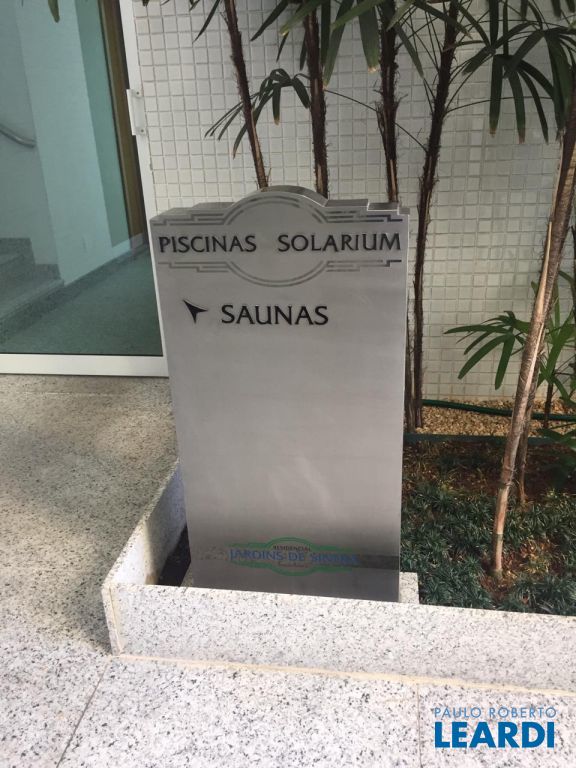 PISCINAS SOLARIUM
SAUNAS
RESIDENCIAL
JARDINS DE SINTRA
PAULO ROBERTO
LEARDI